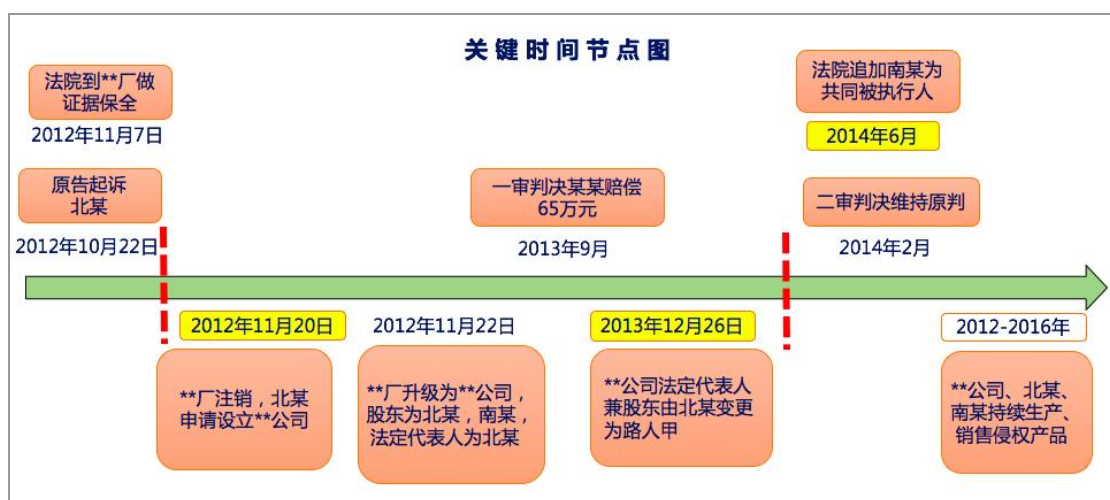 关键时间节点图
法院到**厂做
证据保全
2012年11月7日
原告起诉
北某
2012年10月22日
一审判决某某赔偿
65万元
2013年9月
法院追加南某为
共同被执行人
2014年6月
二审判决维持原判
2014年2月
2012年11月20日
**厂注销，北某
申请设立**公司
2012年11月22日
**厂升级为**公司，
股东为北某，南某，
法定代表人为北某
2013年12月26日
**公司法定代表人
兼股东由北某变更
为路人甲
2012-2016年
**公司、北某、
南某持续生产、
销售侵权产品